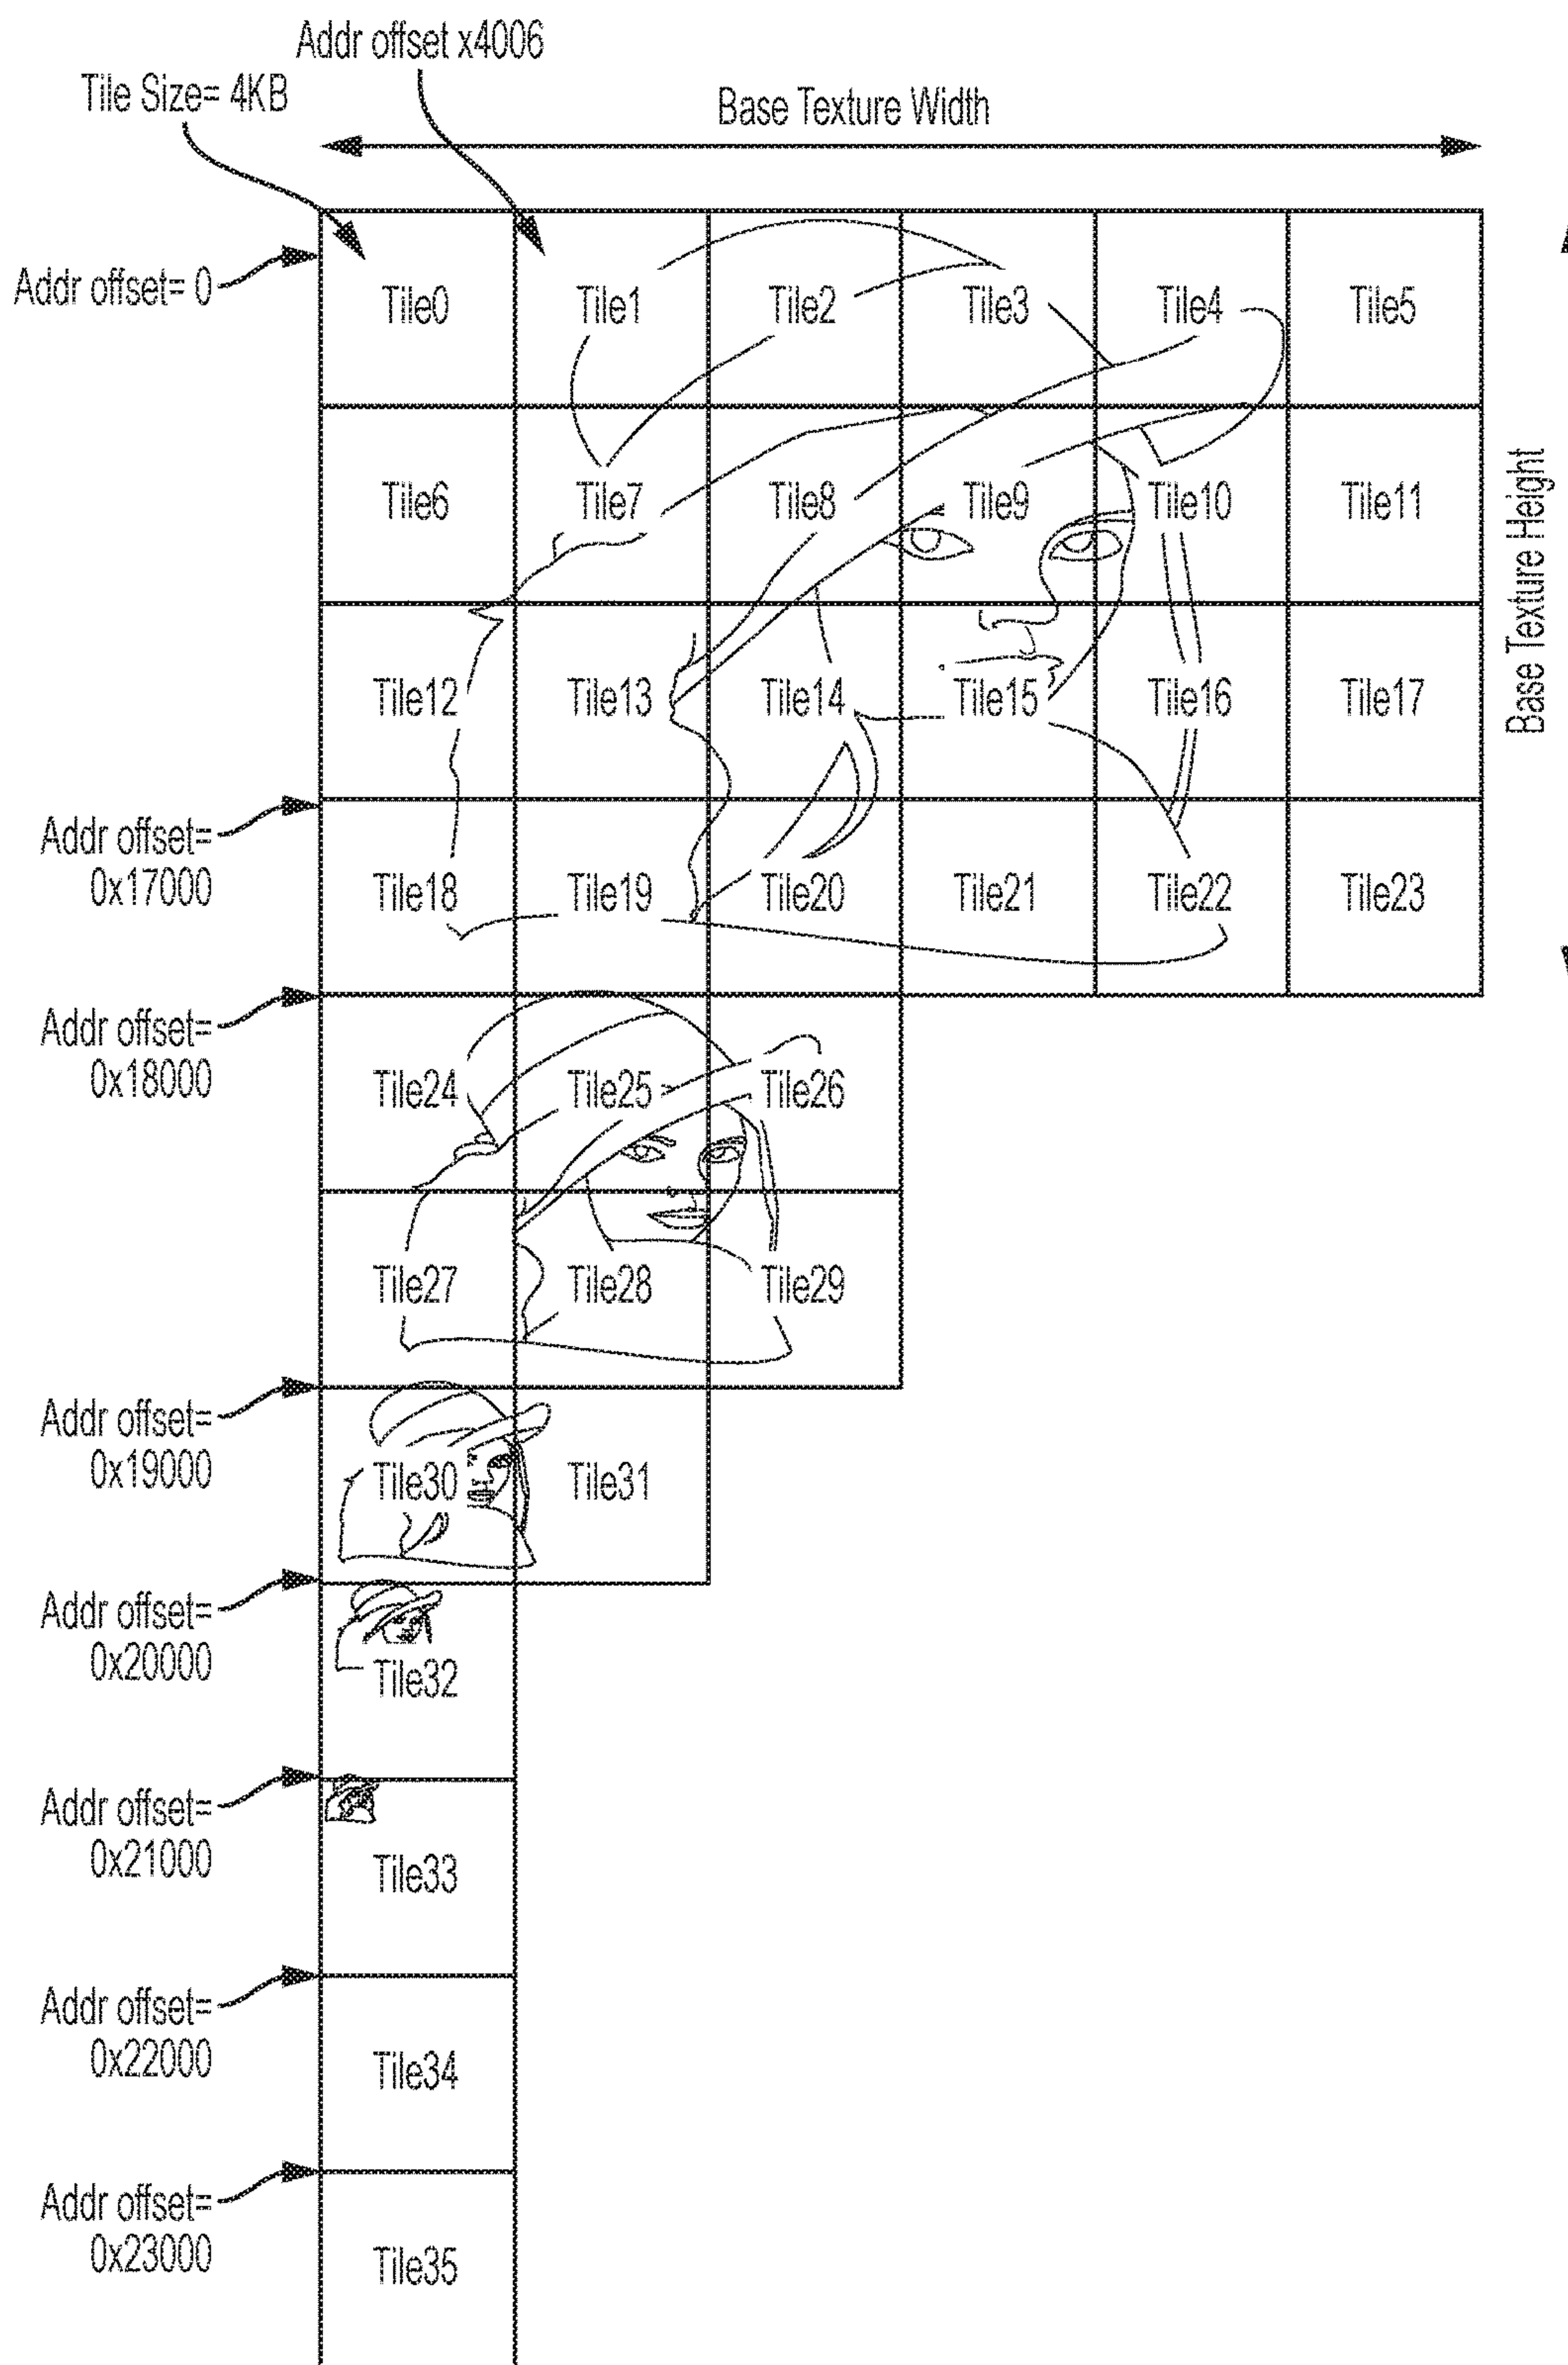 Addr offset x4006
Tile Size= 4KB
Base Texture Width
Addr offset= 0
Tile0
Tile1
Tile2
Tile3
Tile4
Tile5
Tile6
Tile7
Tile8
Tile9
Tile10
Tile11
Base Texture Height
Tile12
Tile13
Tile14
Tile15
Tile16
Tile17
Addr offset=
0x17000
Tile18
Tile19
Tile20
Tile21
Tile22
Tile23
Addr offset=
0x18000
Tile24
Tile25
Tile26
Tile27
Tile28
Tile29
Addr offset=
0x19000
Tile30
Tile31
Addr offset=
0x20000
Tile32
Addr offset=
0x21000
Tile33
Addr offset=
0x22000
Tile34
Addr offset=
0x23000
Tile35